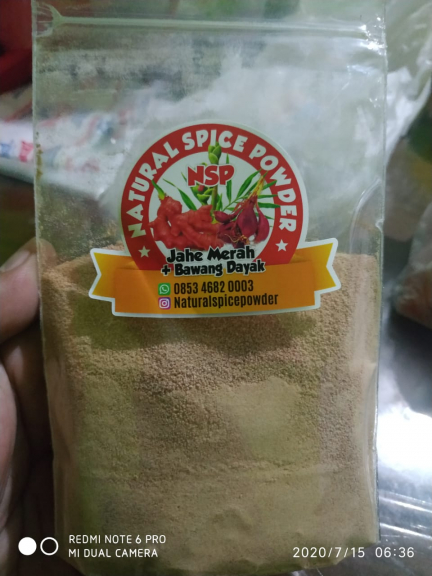 NATURAL SPICE POWDER
NSP
Jahe Merah
+ Bawang Dayak
0853 4682 0003
Naturalspicepowder
REDMI NOTE 6 PRO
MI DUAL CAMERA
2020/7/15 06:36